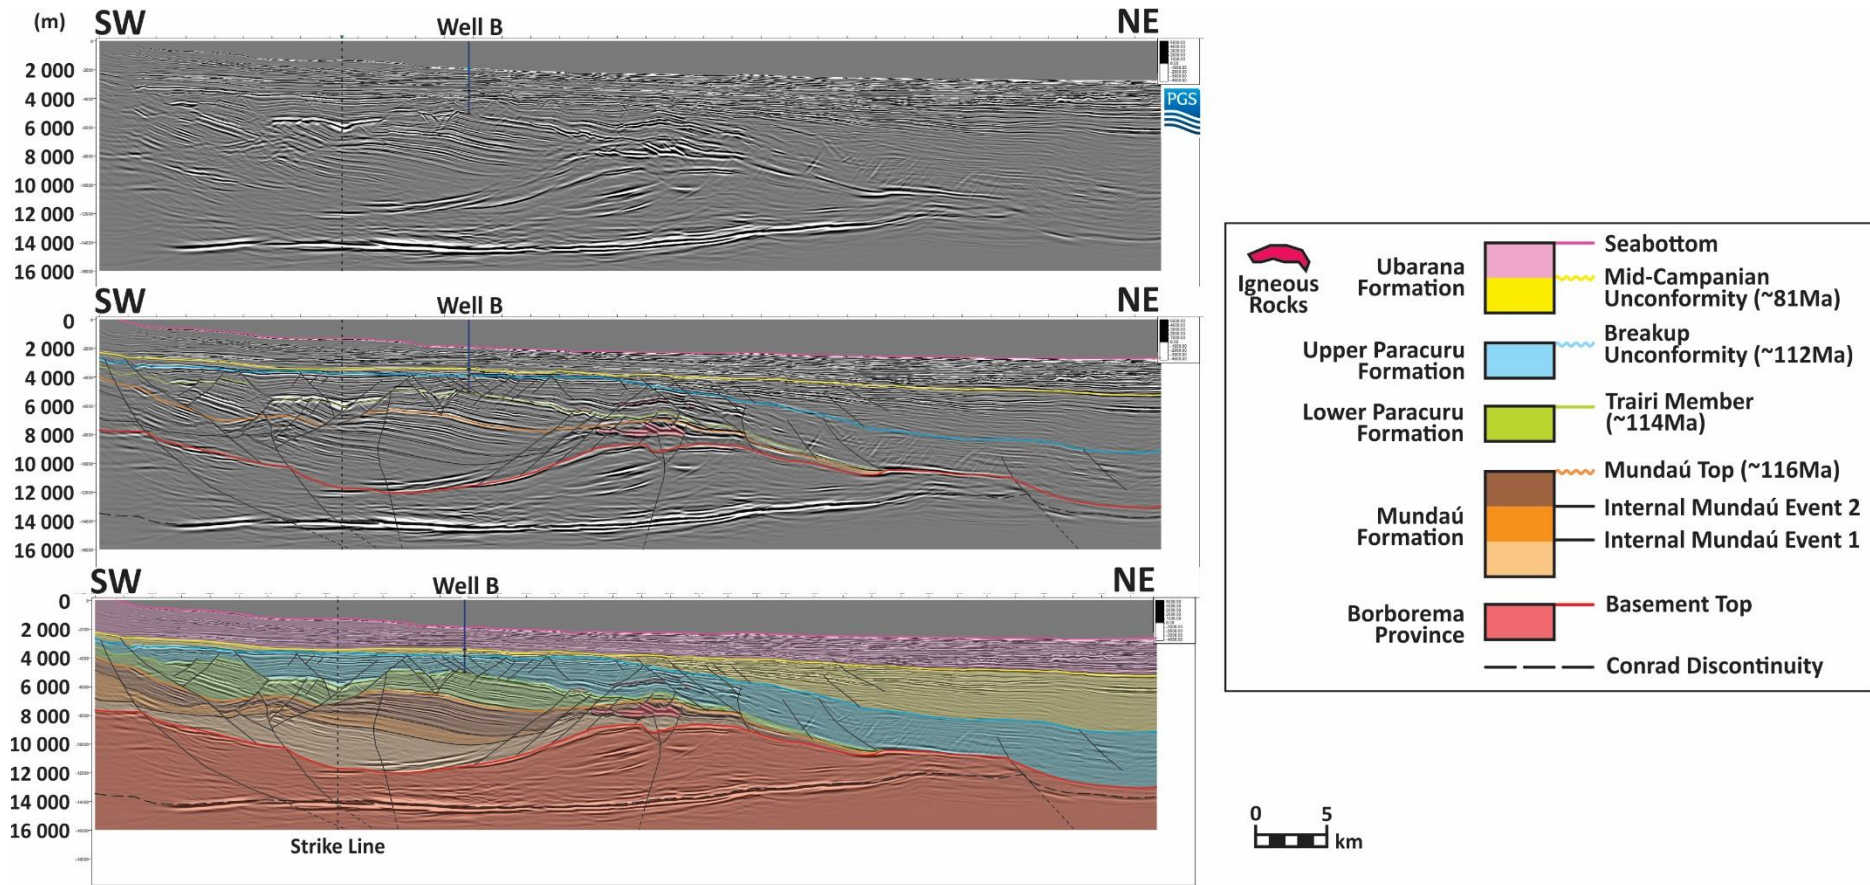 (m)
SW
Well B
NE
2 000
4 000
6 000
8 000
10 000
12 000
14 000
16 000
PGS
SW
Well B
NE
0
2 000
4 000
6 000
8 000
10 000
12 000
14 000
16 000
SW
Well B
NE
0
2 000
4 000
6 000
8 000
10 000
12 000
14 000
16 000
Strike Line
Igneous
Rocks
Ubarana
Formation
Seabottom
Mid-Campanian
Unconformity (~81Ma)
Upper Paracuru
Formation
Breakup
Unconformity (~112Ma)
Lower Paracuru
Formation
Trairi Member
(~114Ma)
Mundaú
Formation
Mundaú Top (~116Ma)
Internal Mundaú Event 2
Internal Mundaú Event 1
Borborema
Province
Basement Top
Conrad Discontinuity
0 5
km